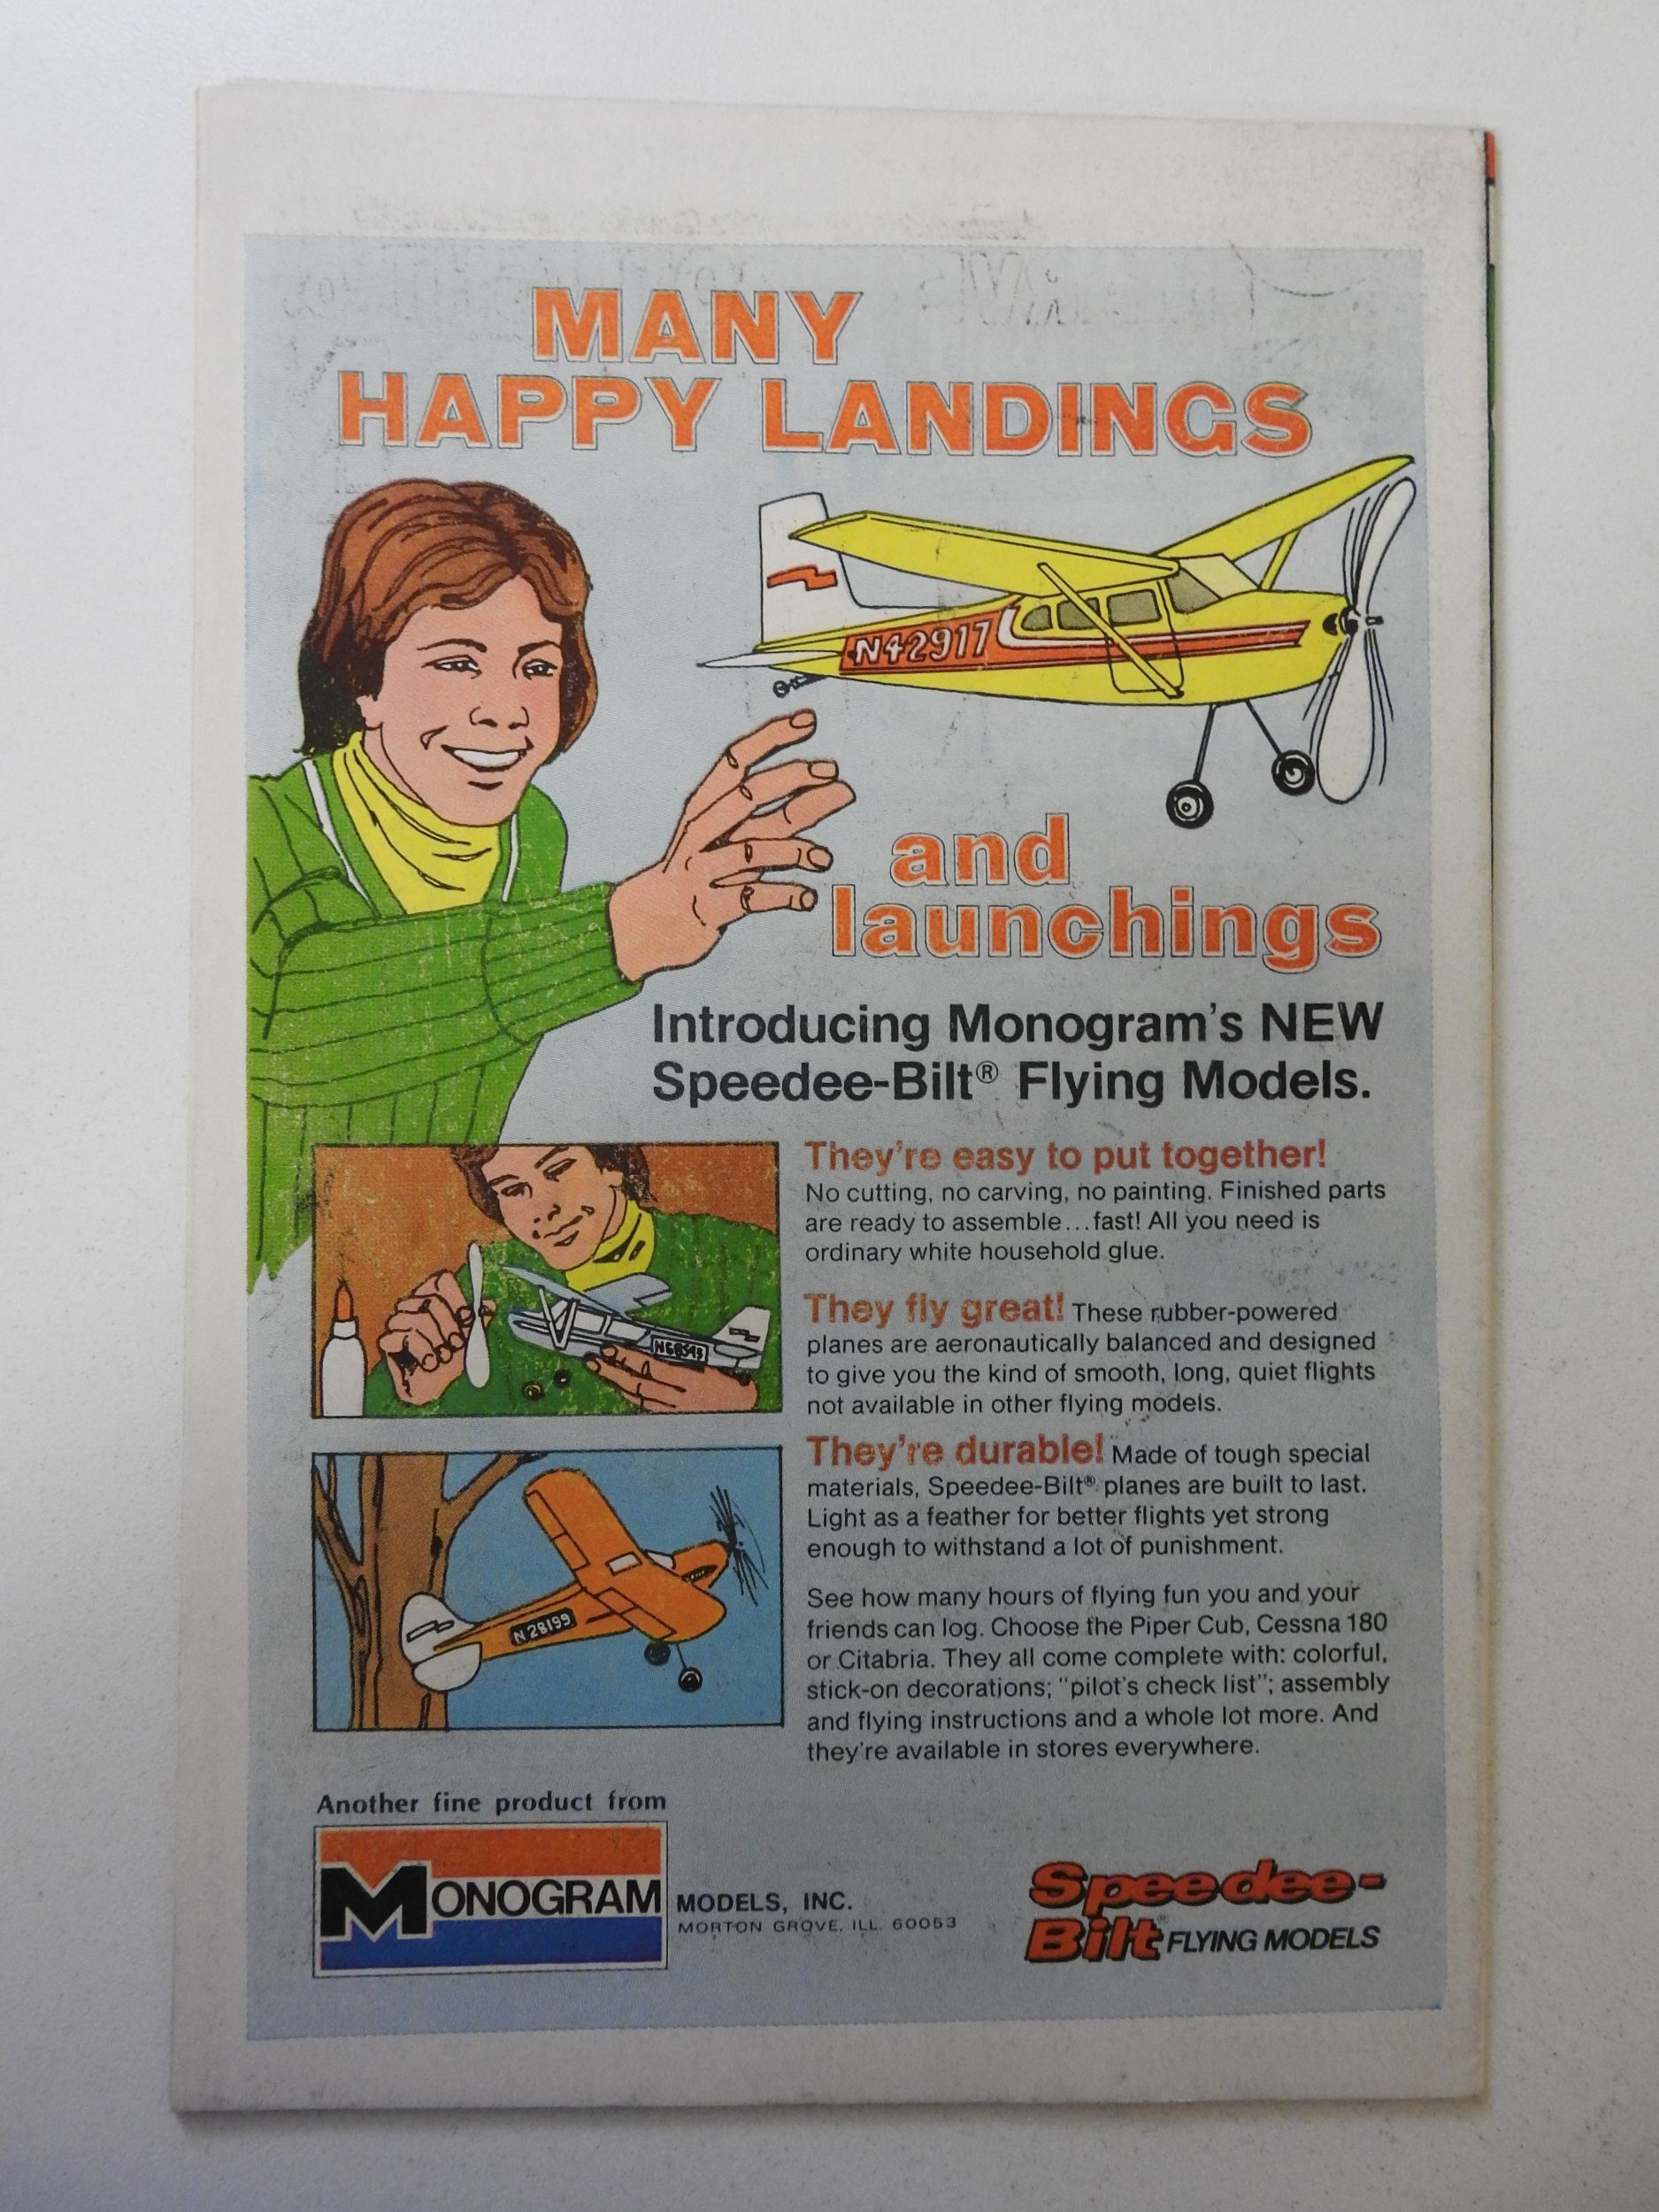 MANY
HAPPY LANDINGS
N42917
and
launchings
Introducing Monogram's NEW
Speedee-Bilt® Flying Models.
They're easy to put together!
No cutting, no carving, no painting. Finished parts
are ready to assemble...fast! All you need is
ordinary white household glue.
They fly great! These rubber-powered
planes are aeronautically balanced and designed
to give you the kind of smooth, long, quiet flights
not available in other flying models.
They're durable! Made of tough special
materials, Speedee-Bilt® planes are built to last.
Light as a feather for better flights yet strong
enough to withstand a lot of punishment.
N28199
See how many hours of flying fun you and your
friends can log. Choose the Piper Cub, Cessna 180
or Citabria. They all come complete with: colorful,
stick-on decorations; "pilot's check list"; assembly
and flying instructions and a whole lot more. And
they're available in stores everywhere.
Another fine product from
MONOGRAM MODELS, INC.
MORTON GROVE, ILL. 60053
Speedee-
Bilt® FLYING MODELS